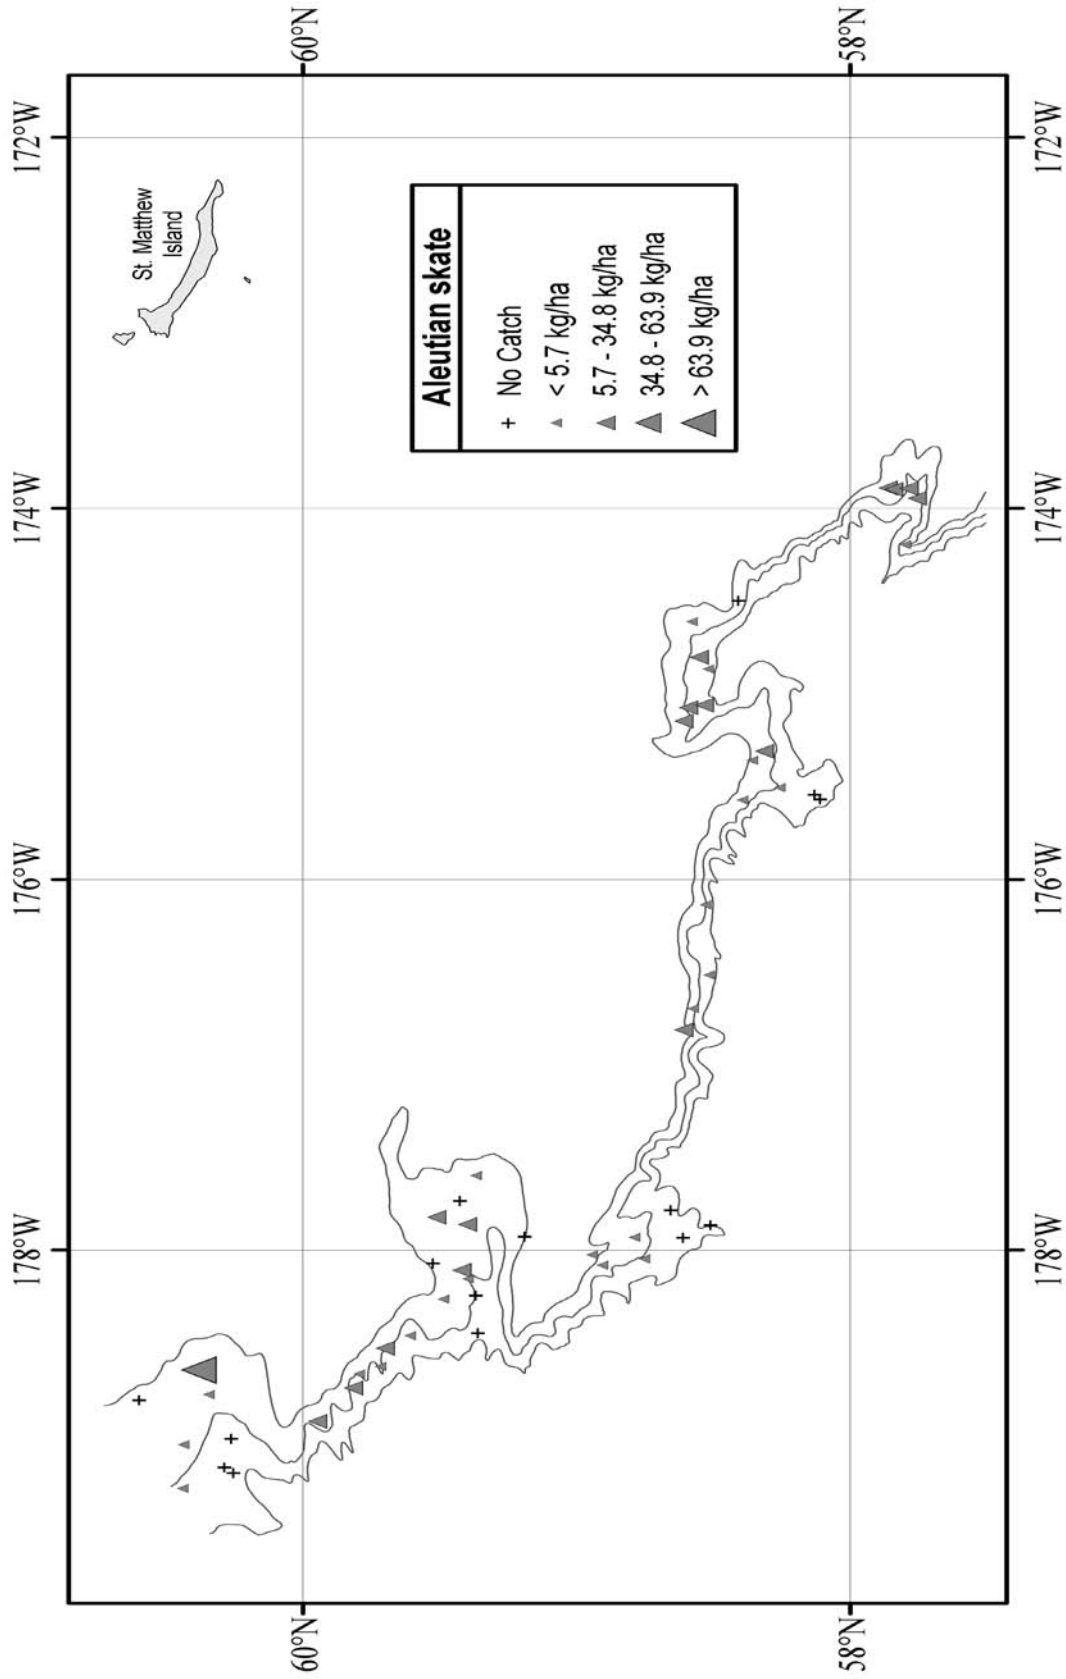 172°W
174°W
176°W
178°W
60°N
60°N
St. Matthew
Island
Aleutian skate
No Catch
< 5.7 kg/ha
5.7 - 34.8 kg/ha
34.8 - 63.9 kg/ha
> 63.9 kg/ha
58°N
58°N
172°W
174°W
176°W
178°W